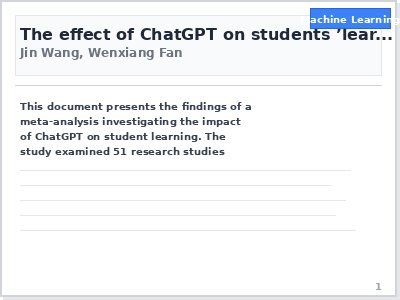 Machine Learning
The effect of ChatGPT on students ’lear...
Jin Wang, Wenxiang Fan
This document presents the findings of a
meta-analysis investigating the impact
of ChatGPT on student learning. The
study examined 51 research studies
1